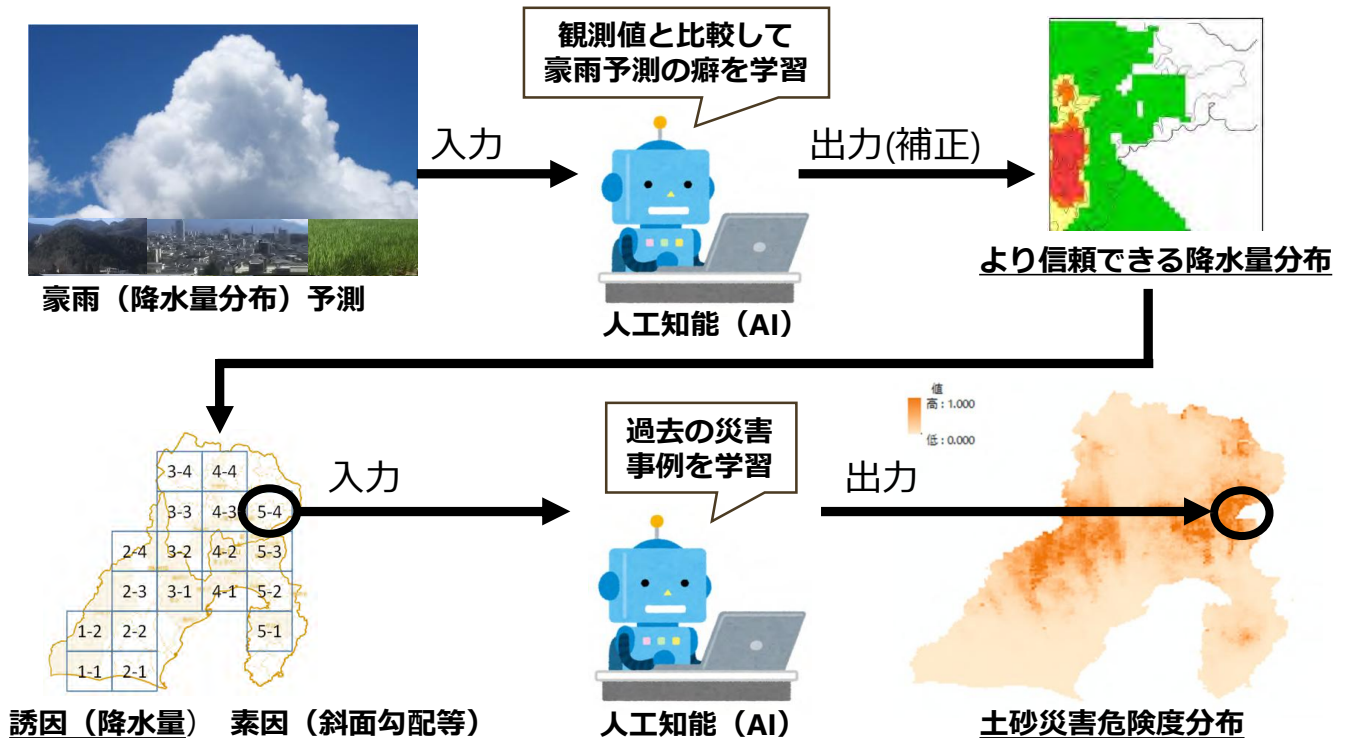 観測値と比較して
豪雨予測の癖を学習
入力
出力(補正)
豪雨（降水量分布）予測
人工知能（AI）
より信頼できる降水量分布
値
高：1.000
低：0.000
過去の災害
事例を学習
入力
出力
3-4 4-4
3-3 4-3 5-4
2-4 3-2 4-2 5-3
2-3 3-1 4-1 5-2
1-2 2-2 5-1
1-1 2-1
誘因（降水量） 素因（斜面勾配等）
人工知能（AI）
土砂災害危険度分布